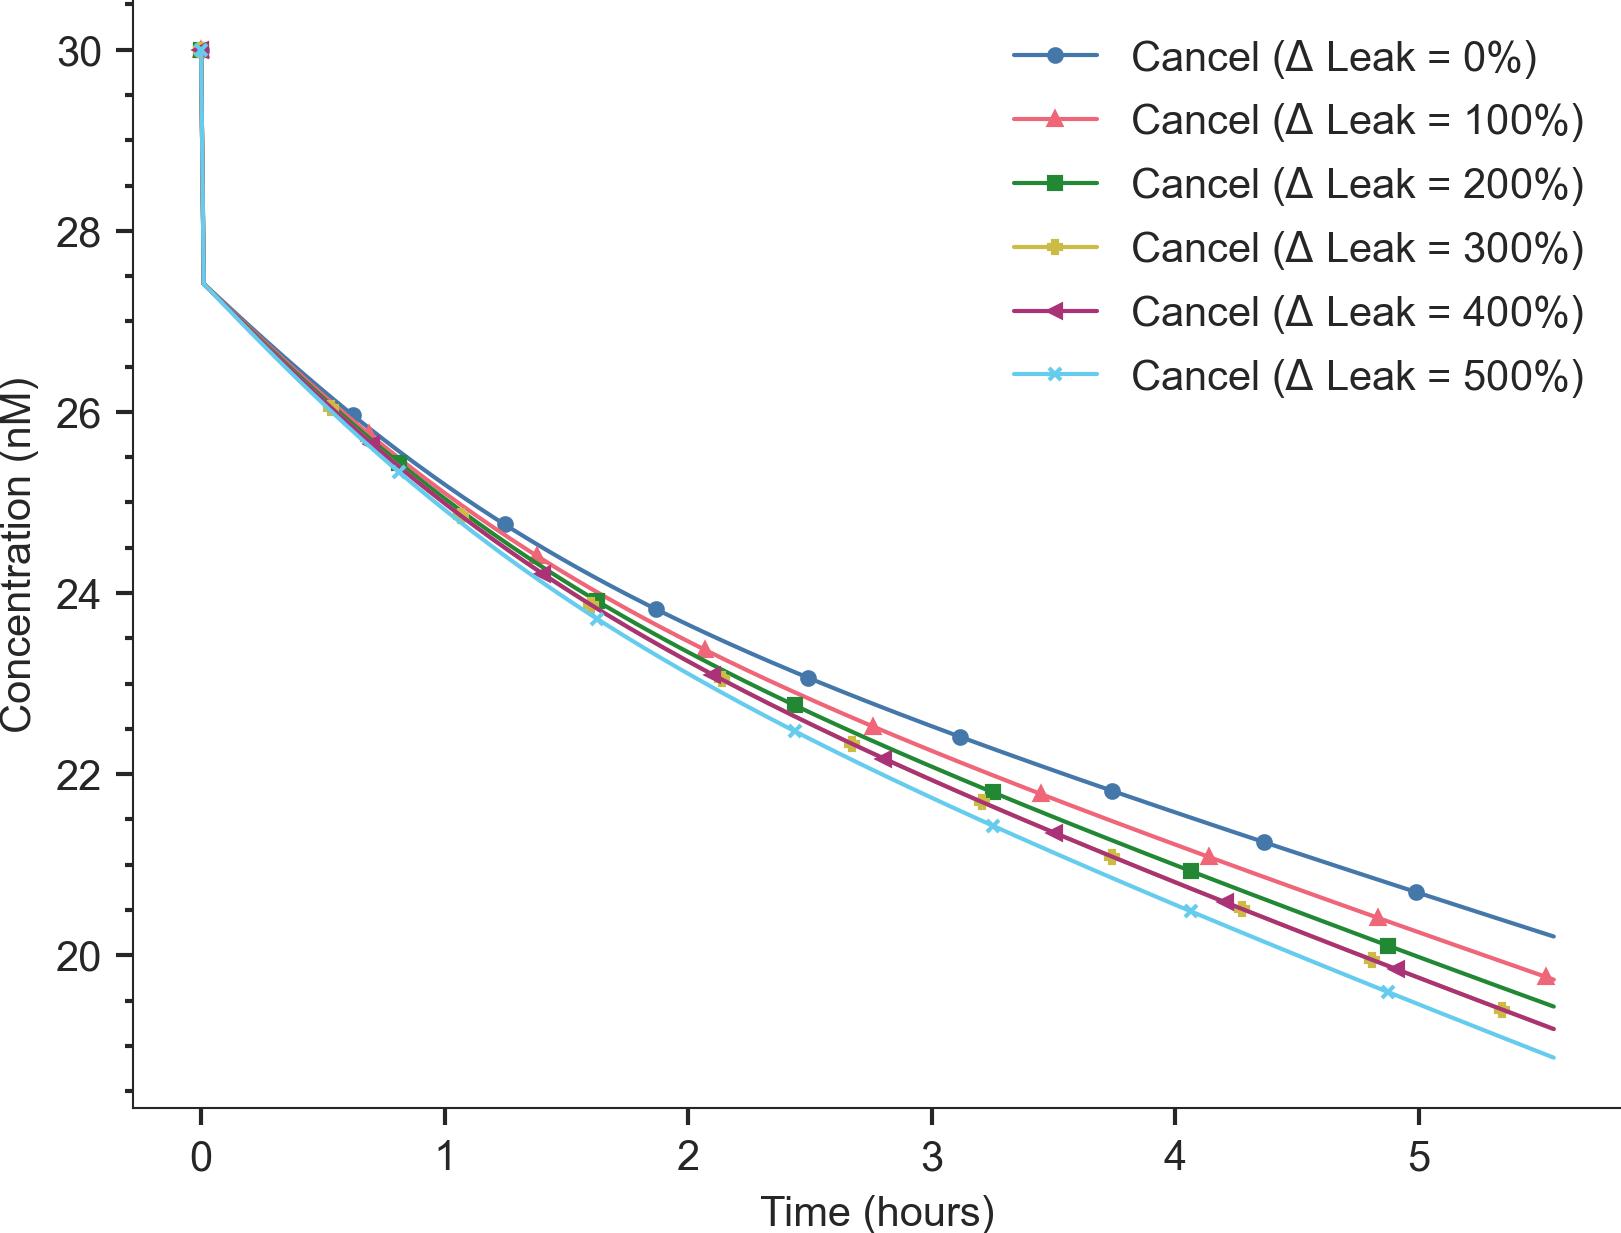 30
28
26
24
22
20
Concentration (nM)
Cancel (Δ Leak = 0%)
Cancel (Δ Leak = 100%)
Cancel (Δ Leak = 200%)
Cancel (Δ Leak = 300%)
Cancel (Δ Leak = 400%)
Cancel (Δ Leak = 500%)
0 1 2 3 4 5
Time (hours)